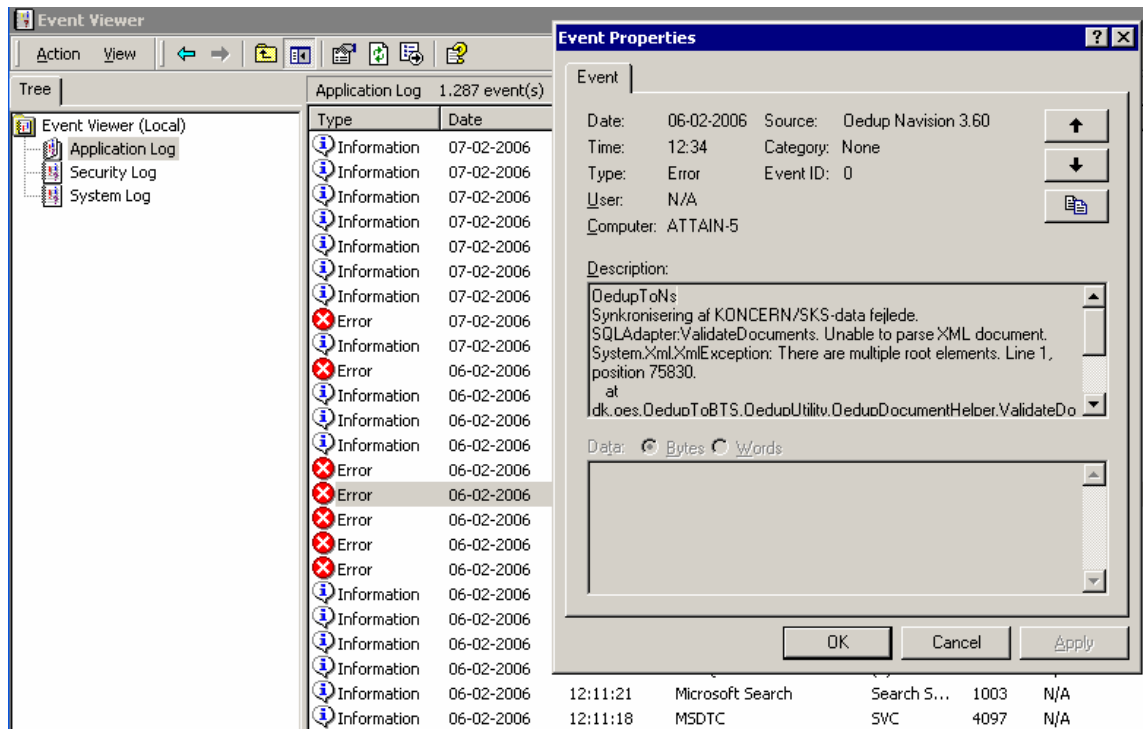 Event Viewer
Action View
Tree
Event Viewer (Local)
Application Log
Security Log
System Log
Application Log 1.287 event(s)
Type Date
Information 07-02-2006
Information 07-02-2006
Information 07-02-2006
Information 07-02-2006
Information 07-02-2006
Information 07-02-2006
Information 07-02-2006
Error 07-02-2006
Information 07-02-2006
Error 06-02-2006
Information 06-02-2006
Information 06-02-2006
Information 06-02-2006
Error 06-02-2006
Error 06-02-2006
Error 06-02-2006
Error 06-02-2006
Error 06-02-2006
Information 06-02-2006
Information 06-02-2006
Information 06-02-2006
Information 06-02-2006
Information 06-02-2006 12:11:21 Microsoft Search Search S... 1003 N/A
Information 06-02-2006 12:11:18 MSDTC SVC 4097 N/A
Event Properties
Event
Date: 06-02-2006 Source: Oedup Navision 3.60
Time: 12:34 Category: None
Type: Error Event ID: 0
User: N/A
Computer: ATTAIN-5
Description:
OedupToNs
Synkronisering af KONCERN/SKS-data fejlede.
SQLAdapter:ValidateDocuments. Unable to parse XML document.
System.Xml.XmlException: There are multiple root elements. Line 1,
position 75830.
at
dk.oes.OedupToBTS.OedupUtility.OedupDocumentHelper.ValidateDo
Data: Bytes Words
OK Cancel Apply